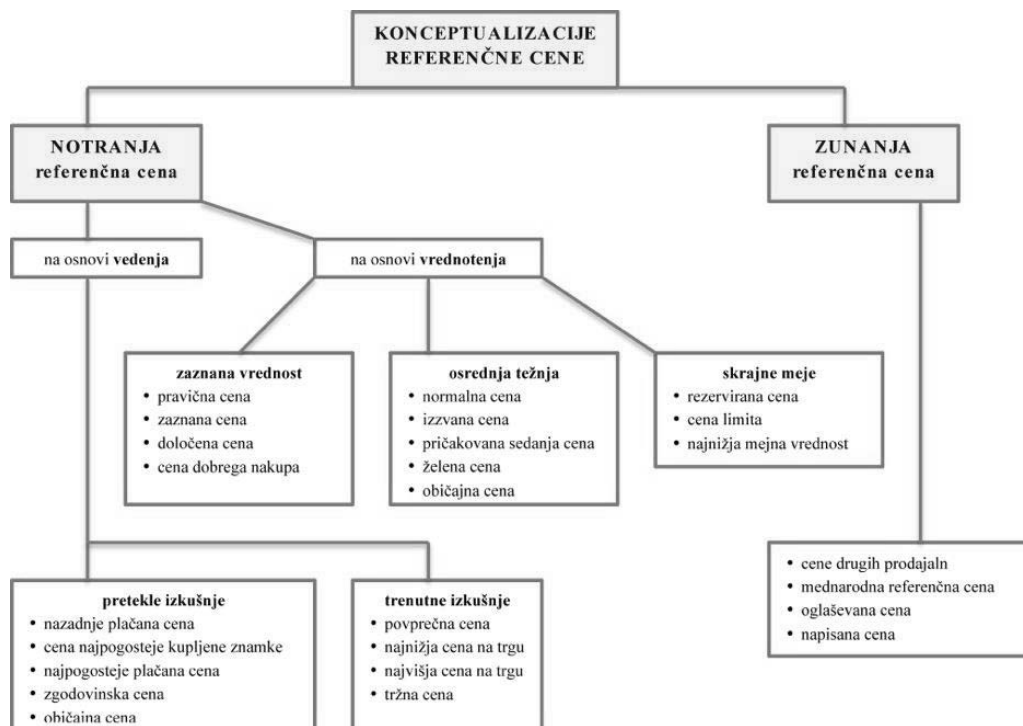 KONCEPTUALIZACIJE
REFERENČNE CENE
NOTRANJA
referenčna cena
ZUNANJA
referenčna cena
na osnovi vedenja
na osnovi vrednotenja
zaznana vrednost
• pravična cena
• zaznana cena
• določena cena
• cena dobrega nakupa
osrednja težnja
• normalna cena
• izzvana cena
• pričakovana sedanja cena
• želena cena
• običajna cena
skrajne meje
• rezervirana cena
• cena limita
• najnižja mejna vrednost
pretekle izkušnje
• nazadnje plačana cena
• cena najpogosteje kupljene znamke
• najpogosteje plačana cena
• zgodovinska cena
• običajna cena
trenutne izkušnje
• povprečna cena
• najnižja cena na trgu
• najvišja cena na trgu
• tržna cena
• cene drugih prodajaln
• mednarodna referenčna cena
• oglaševana cena
• napisana cena